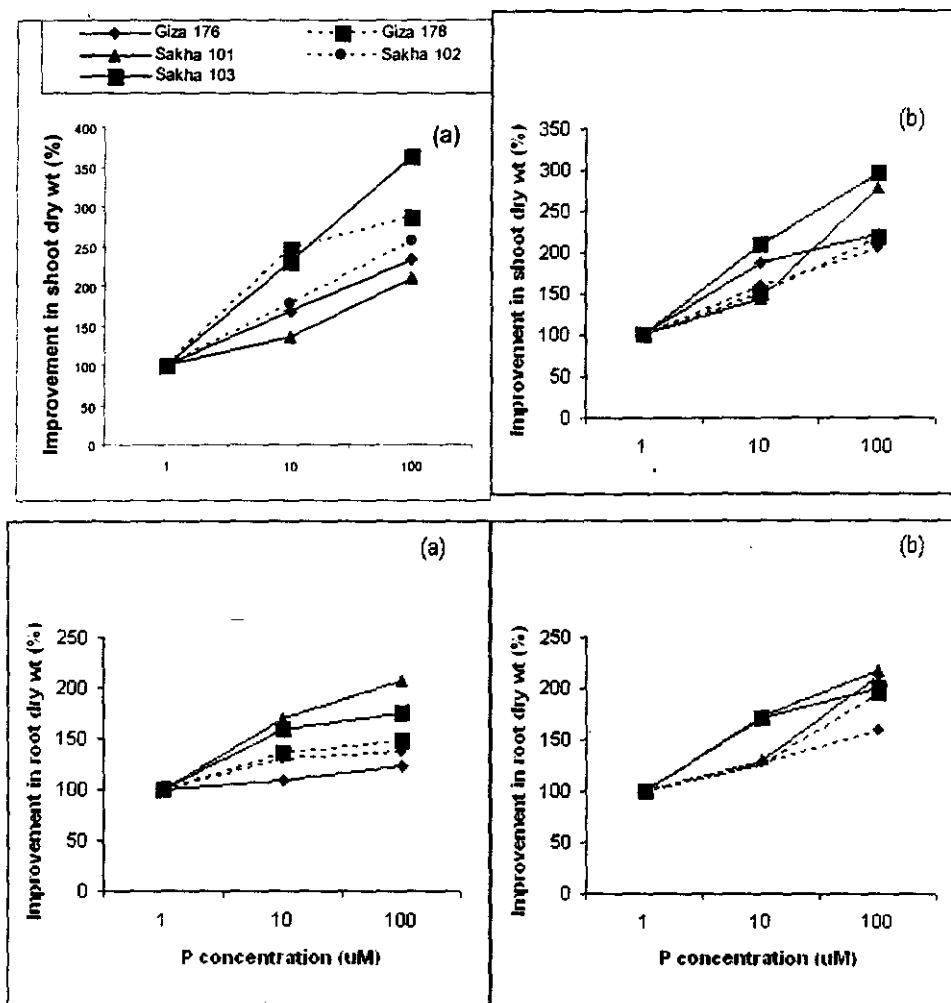 Giza 176
Giza 178
Sakha 101
Sakha 102
Sakha 103
(a)
Improvement in shoot dry wt (%)
400
350
300
250
200
150
100
50
0
1 10 100
(b)
Improvement in shoot dry wt (%)
350
300
250
200
150
100
50
0
1 10 100
(a)
Improvement in root dry wt (%)
250
200
150
100
50
0
1 10 100
P concentration (uM)
(b)
Improvement in root dry wt (%)
250
200
150
100
50
0
1 10 100
P concentration (uM)